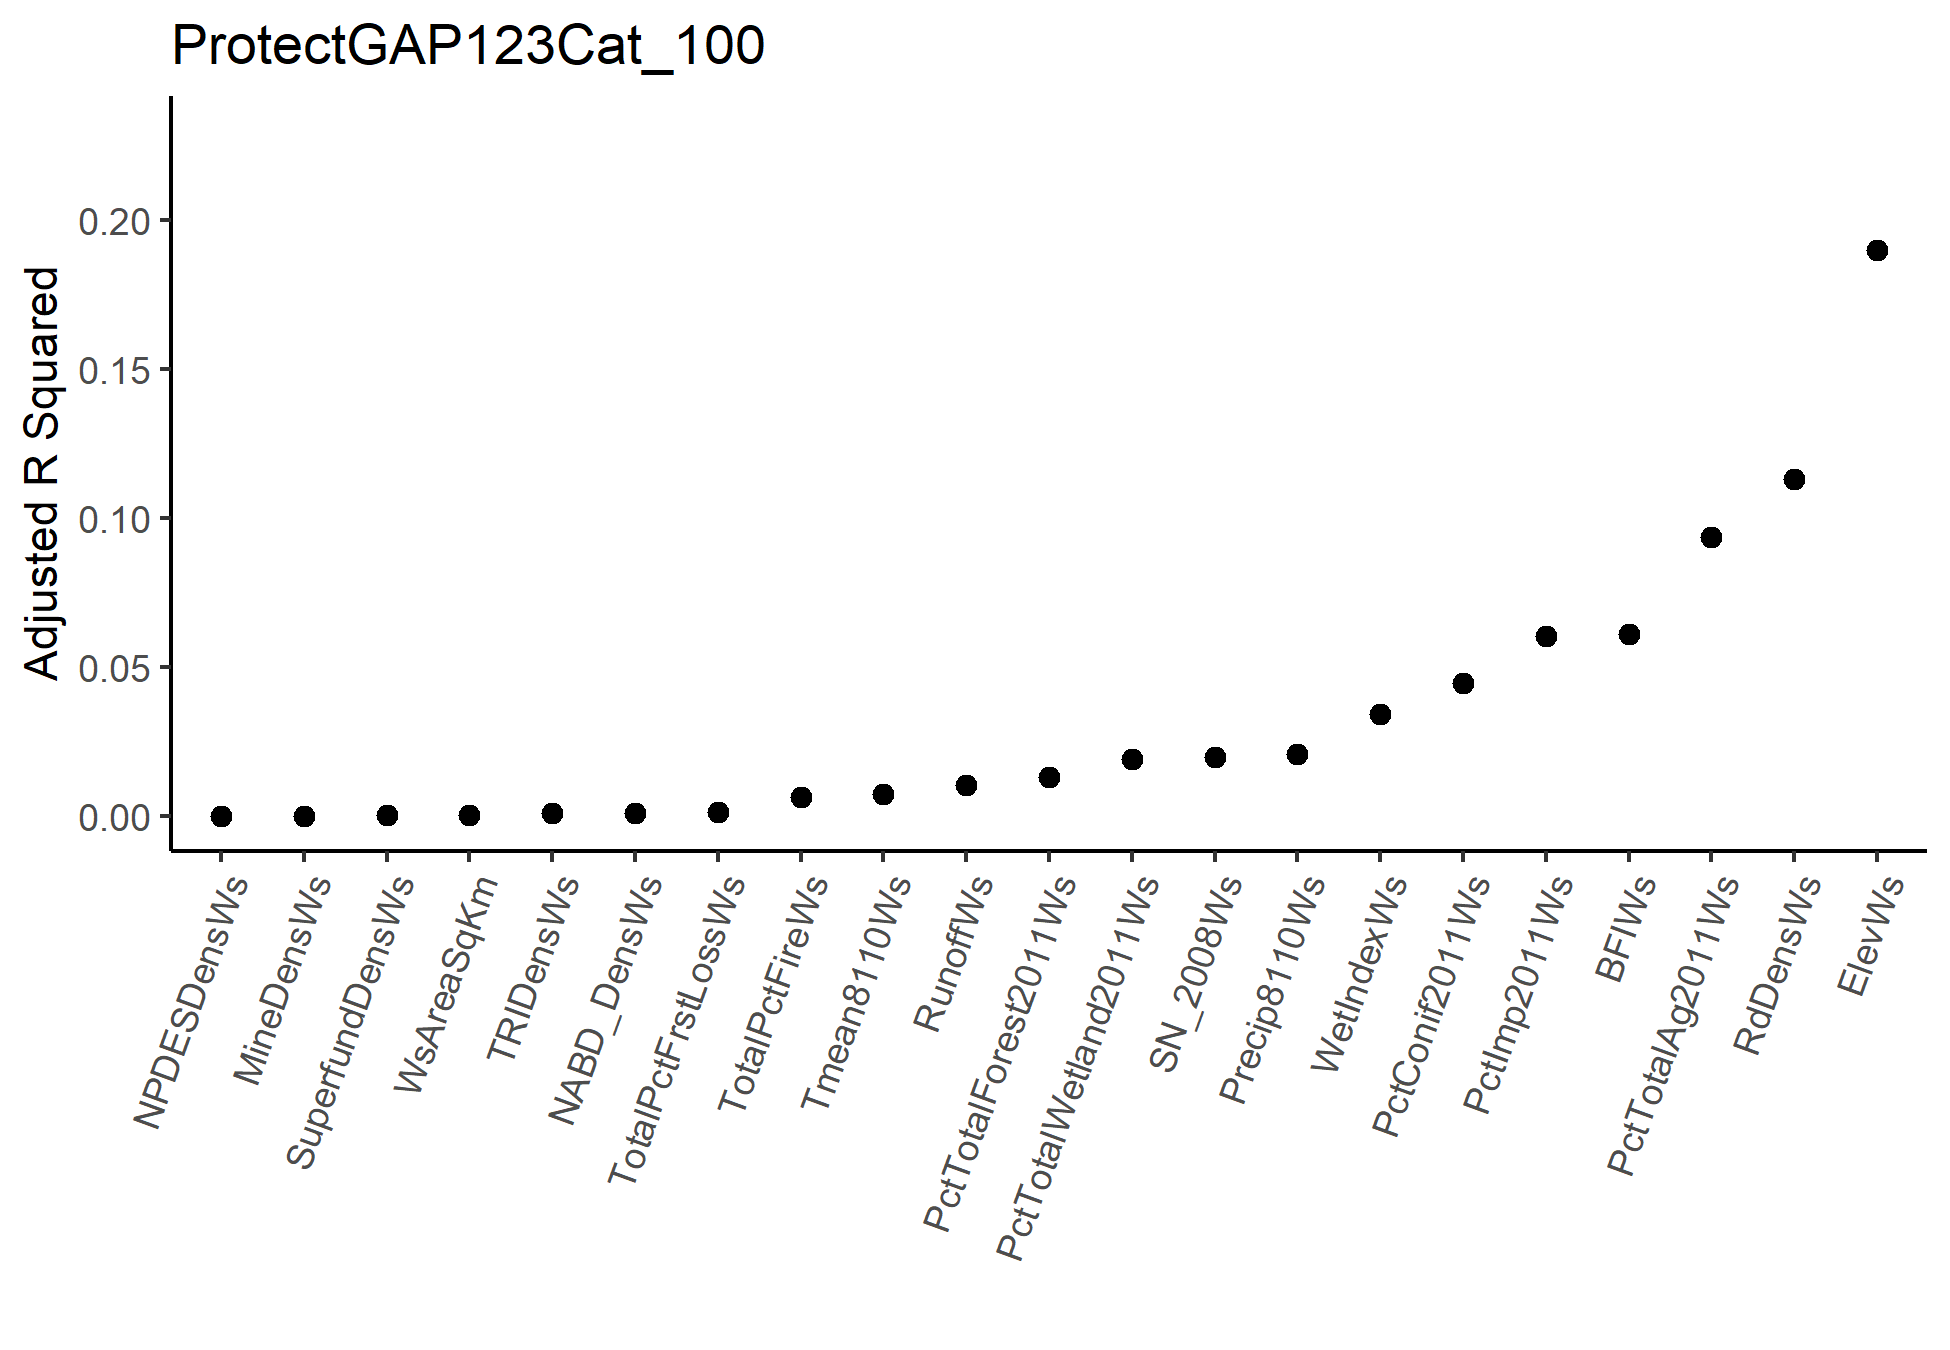 ProtectGAP123Cat_100
Adjusted R Squared
0.20
0.15
0.10
0.05
0.00
NPDESDensWs
MineDensWs
SuperfundDensWs
WsAreaSqKm
TRIDensWs
NABD_DensWs
TotalPctFrstLossWs
TotalPctFireWs
Tmean8110Ws
RunoffWs
PctTotalForest2011Ws
PctTotalWetland2011Ws
SN_2008Ws
Precip8110Ws
WetIndexWs
PctConif2011Ws
PctImp2011Ws
BFIWs
PctTotalAg2011Ws
RdDensWs
ElevWs